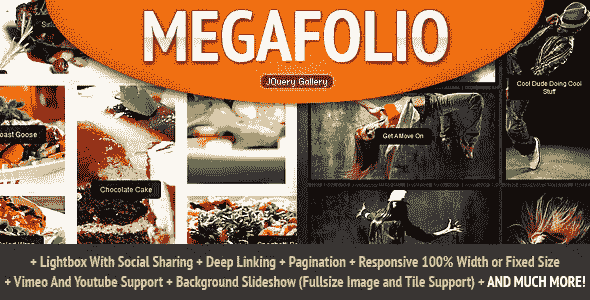 MEGAFOLIO
JQuery Gallery
Cool Dude Doing Cool
Stuff
oast Goose
Get A Move On
Chocolate Cake
+ Lightbox With Social Sharing + Deep Linking + Pagination + Responsive 100% Width or Fixed Size
+ Vimeo And Youtube Support + Background Slideshow (Fullsize Image and Tile Support) + AND MUCH MORE!